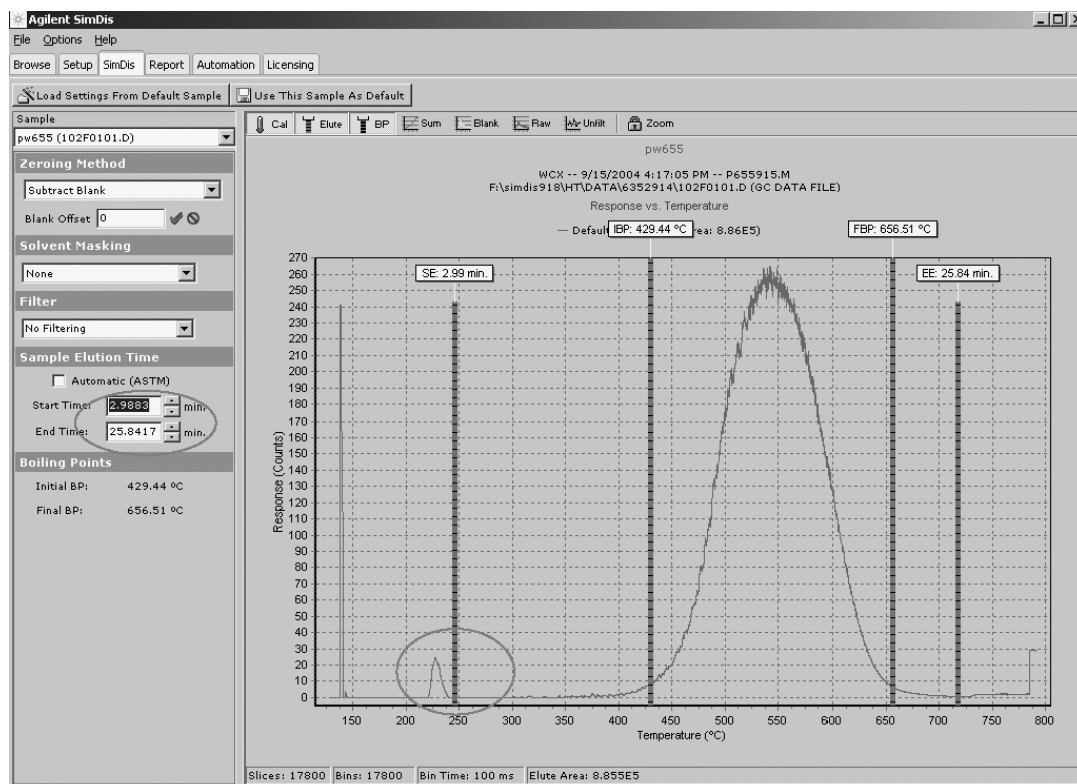 Agilent SimDis
File Options Help
Browse Setup SimDis Report Automation Licensing
Load Settings From Default Sample Use This Sample As Default
Sample
pw655 (102F0101.D)
Zeroing Method
Subtract Blank
Blank Offset 0
Solvent Masking
None
Filter
No Filtering
Sample Elution Time
Automatic (ASTM)
Start Time: 2.9883 min.
End Time: 25.8417 min.
Boiling Points
Initial BP: 429.44 ºC
Final BP: 656.51 ºC
Cal Elute BP Sum Blank Raw Unfilt Zoom
pw655
WCX -- 9/15/2004 4:17:05 PM -- P655915.M
F:\simdis918\HT\DATA\6352914\102F0101.D (GC DATA FILE)
Response vs. Temperature
— Defaul IBP: 429.44 ºC rea: 8.86E5) FBP: 656.51 ºC
SE: 2.99 min. EE: 25.84 min.
Response (Counts)
270
260
250
240
230
220
210
200
190
180
170
160
150
140
130
120
110
100
90
80
70
60
50
40
30
20
10
0
150 200 250 300 350 400 450 500 550 600 650 700 750 800
Temperature (ºC)
Slices: 17800 Bins: 17800 Bin Time: 100 ms Elute Area: 8.855E5